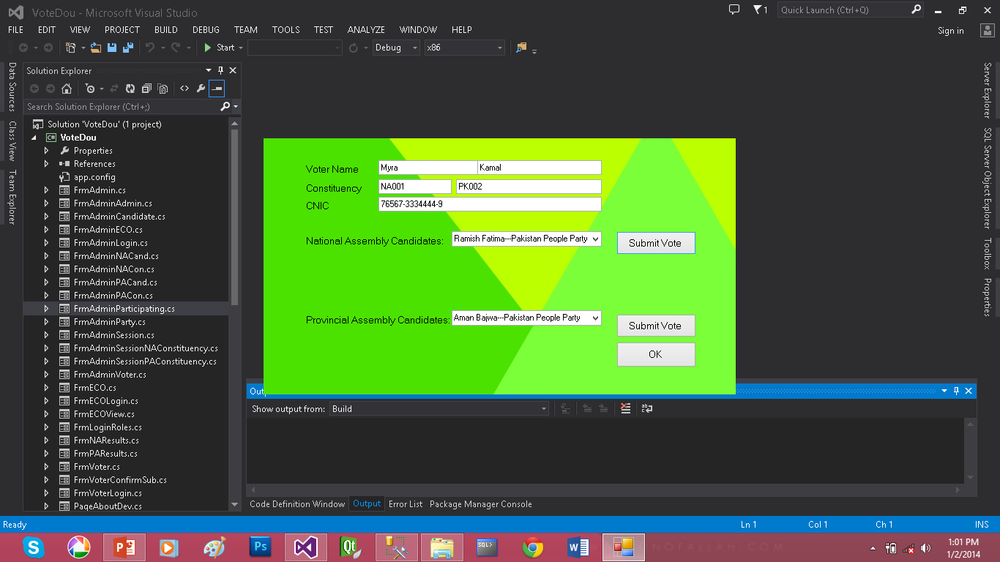 VoteDou - Microsoft Visual Studio
1
Quick Launch (Ctrl+Q)
FILE EDIT VIEW PROJECT BUILD DEBUG TEAM TOOLS TEST ANALYZE WINDOW HELP
Sign in
Start Debug x86
Data Sources
Class View
Team Explorer
Solution Explorer
Search Solution Explorer (Ctrl+;)
Solution 'VoteDou' (1 project)
C# VoteDou
Properties
References
app.config
FrmAdmin.cs
FrmAdminAdmin.cs
FrmAdminCandidate.cs
FrmAdminECO.cs
FrmAdminLogin.cs
FrmAdminNACand.cs
FrmAdminNACon.cs
FrmAdminPACand.cs
FrmAdminPACon.cs
FrmAdminParticipating.cs
FrmAdminParty.cs
FrmAdminSession.cs
FrmAdminSessionNAConstituency.cs
FrmAdminSessionPAConstituency.cs
FrmAdminVoter.cs
FrmECO.cs
FrmECOLogin.cs
FrmECOView.cs
FrmLoginRoles.cs
FrmNAResults.cs
FrmPAResults.cs
FrmVoter.cs
FrmVoterConfirmSub.cs
FrmVoterLogin.cs
PageAboutDev.cs
Voter Name Myra Kamal
Constituency NA001 PK002
CNIC 76567-3334444-9
National Assembly Candidates: Ramish Fatima---Pakistan People Party Submit Vote
Provincial Assembly Candidates: Aman Bajwa---Pakistan People Party Submit Vote
OK
Show output from: Build
Code Definition Window Output Error List Package Manager Console
Server Explorer
SQL Server Object Explorer
Toolbox
Properties
Ready Ln 1 Col 1 Ch 1 INS
Ps
Qt
SQL>
1:01 PM
1/2/2014